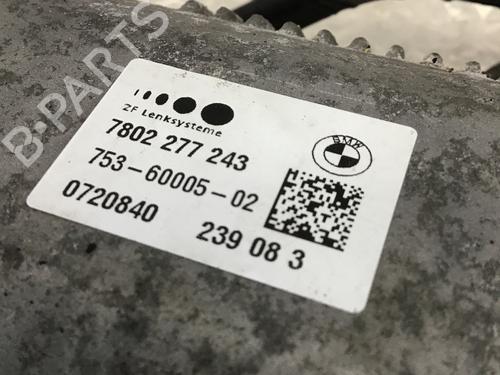 B-PARTS
ZF Lenksysteme
BMW
7802 277 243
753-60005-02
0720840
239 08 3